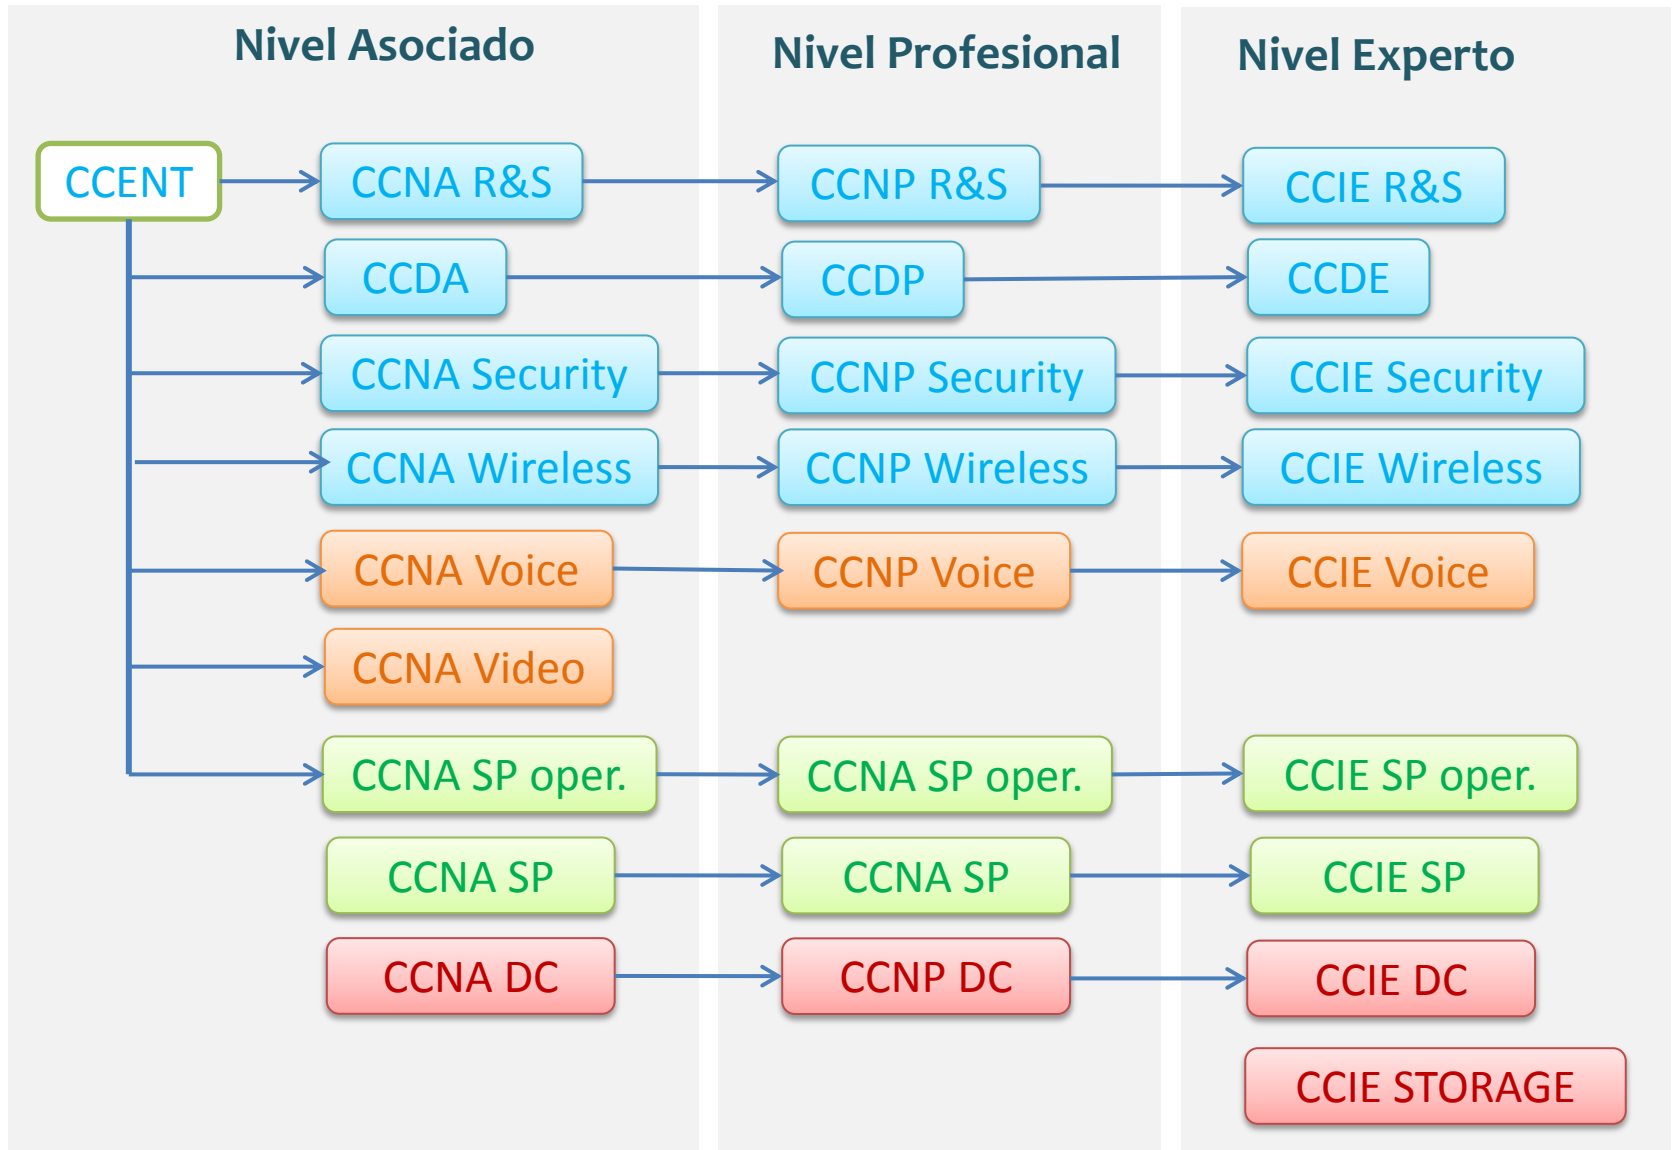 Nivel Asociado
Nivel Profesional
Nivel Experto
CCENT
CCNA R&S
CCNP R&S
CCIE R&S
CCDA
CCDP
CCDE
CCNA Security
CCNP Security
CCIE Security
CCNA Wireless
CCNP Wireless
CCIE Wireless
CCNA Voice
CCNP Voice
CCIE Voice
CCNA Video
CCNA SP oper.
CCNA SP oper.
CCIE SP oper.
CCNA SP
CCNA SP
CCIE SP
CCNA DC
CCNP DC
CCIE DC
CCIE STORAGE